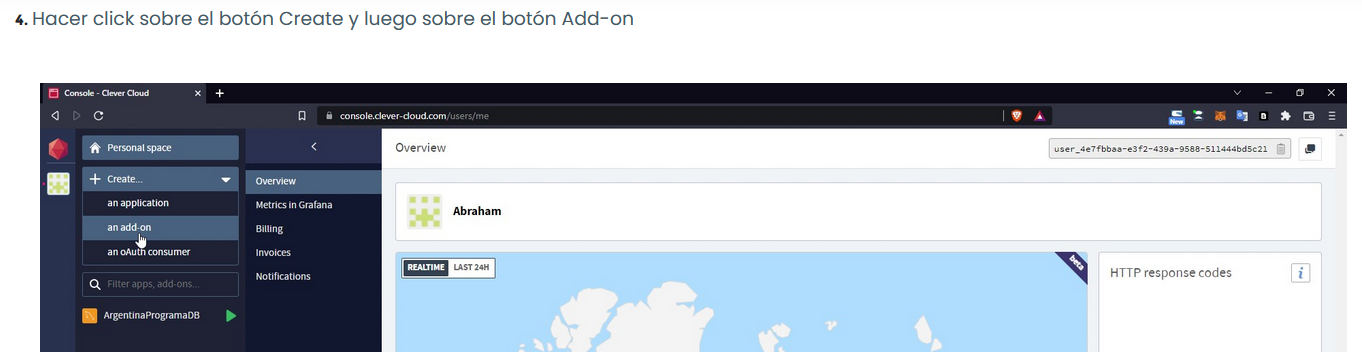 4. Hacer click sobre el botón Create y luego sobre el botón Add-on
Console - Clever Cloud
console.clever-cloud.com/users/me
New
Personal space
Create...
an application
an add-on
an oAuth consumer
Filter apps, add-ons...
ArgentinaProgramaDB
Overview
Metrics in Grafana
Billing
Invoices
Notifications
Overview
user_4e7fbbaa-e3f2-439a-9588-511444bd5c21
Abraham
REALTIME LAST 24H
beta
HTTP response codes